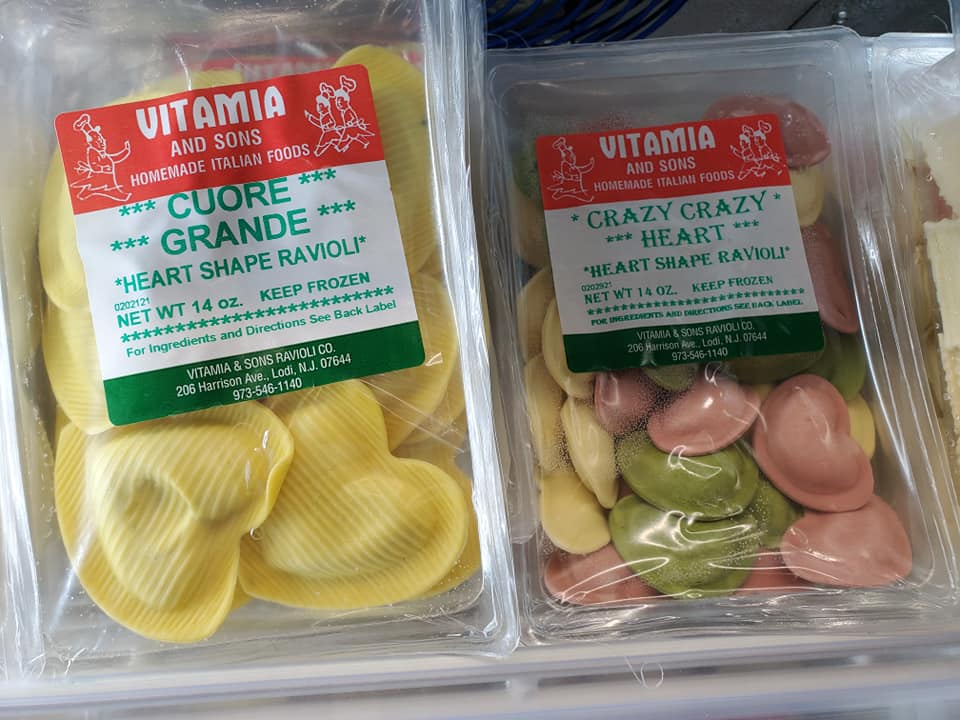 VITAMIA
AND SONS
HOMEMADE ITALIAN FOODS
*** CUORE ***
*** GRANDE ***
*HEART SHAPE RAVIOLI*
0202121
NET WT 14 oz. KEEP FROZEN
**************************
For Ingredients and Directions See Back Label
VITAMIA & SONS RAVIOLI CO.
206 Harrison Ave., Lodi, N.J. 07644
973-546-1140
VITAMIA
AND SONS
HOMEMADE ITALIAN FOODS
* CRAZY CRAZY *
*** HEART ***
*HEART SHAPE RAVIOLI*
0202921
NET WT 14 oz. KEEP FROZEN
**************************
FOR INGREDIENTS AND DIRECTIONS SEE BACK LABEL
VITAMIA & SONS RAVIOLI CO.
206 Harrison Ave., Lodi, N.J. 07644
973-546-1140